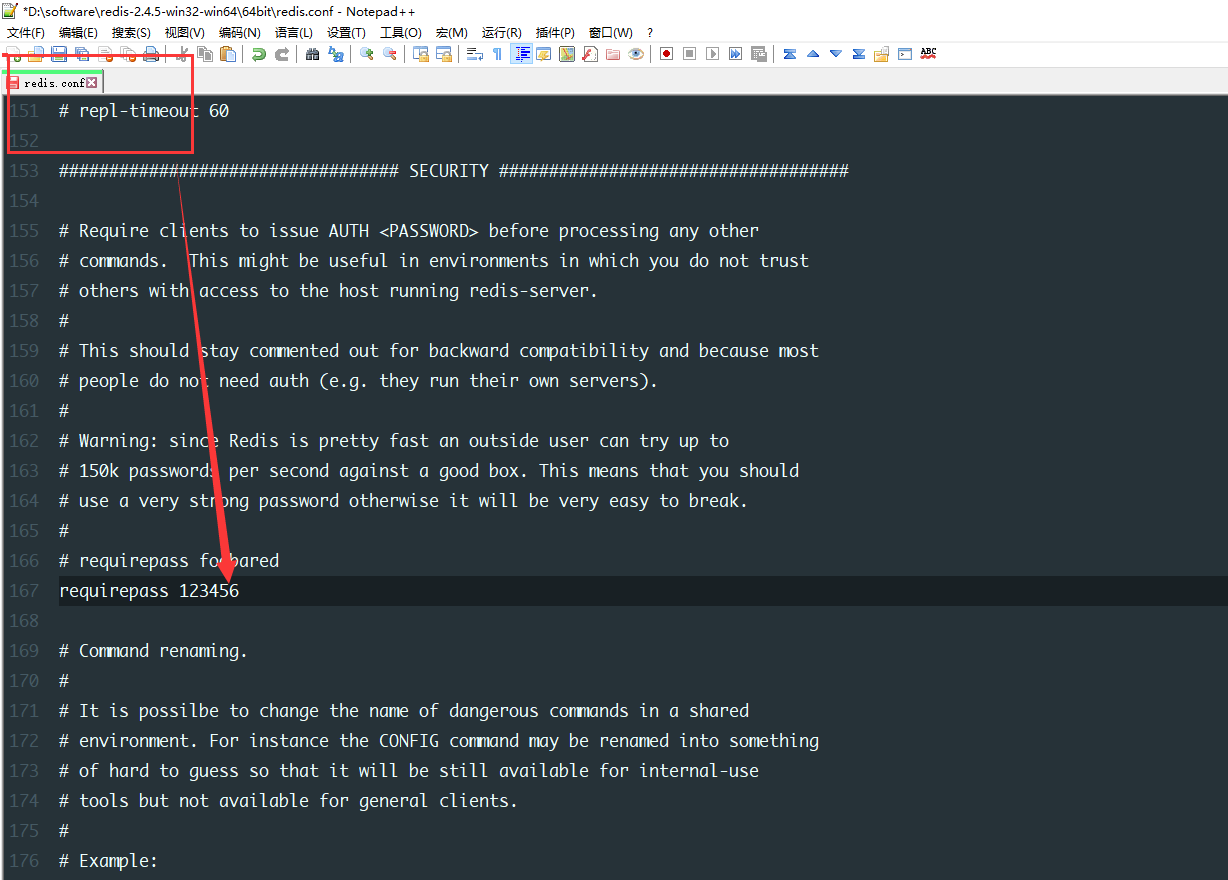 *D:\software\redis-2.4.5-win32-win64\64bit\redis.conf - Notepad++
文件(F) 编辑(E) 搜索(S) 视图(V) 编码(N) 语言(L) 设置(T) 工具(O) 宏(M) 运行(R) 插件(P) 窗口(W) ?
ABC
redis.conf
151 # repl-timeout 60
152
153 ################################## SECURITY ###################################
154
155 # Require clients to issue AUTH <PASSWORD> before processing any other
156 # commands.  This might be useful in environments in which you do not trust
157 # others with access to the host running redis-server.
158 #
159 # This should stay commented out for backward compatibility and because most
160 # people do not need auth (e.g. they run their own servers).
161 #
162 # Warning: since Redis is pretty fast an outside user can try up to
163 # 150k passwords per second against a good box. This means that you should
164 # use a very strong password otherwise it will be very easy to break.
165 #
166 # requirepass foobared
167 requirepass 123456
168
169 # Command renaming.
170 #
171 # It is possilbe to change the name of dangerous commands in a shared
172 # environment. For instance the CONFIG command may be renamed into something
173 # of hard to guess so that it will be still available for internal-use
174 # tools but not available for general clients.
175 #
176 # Example: